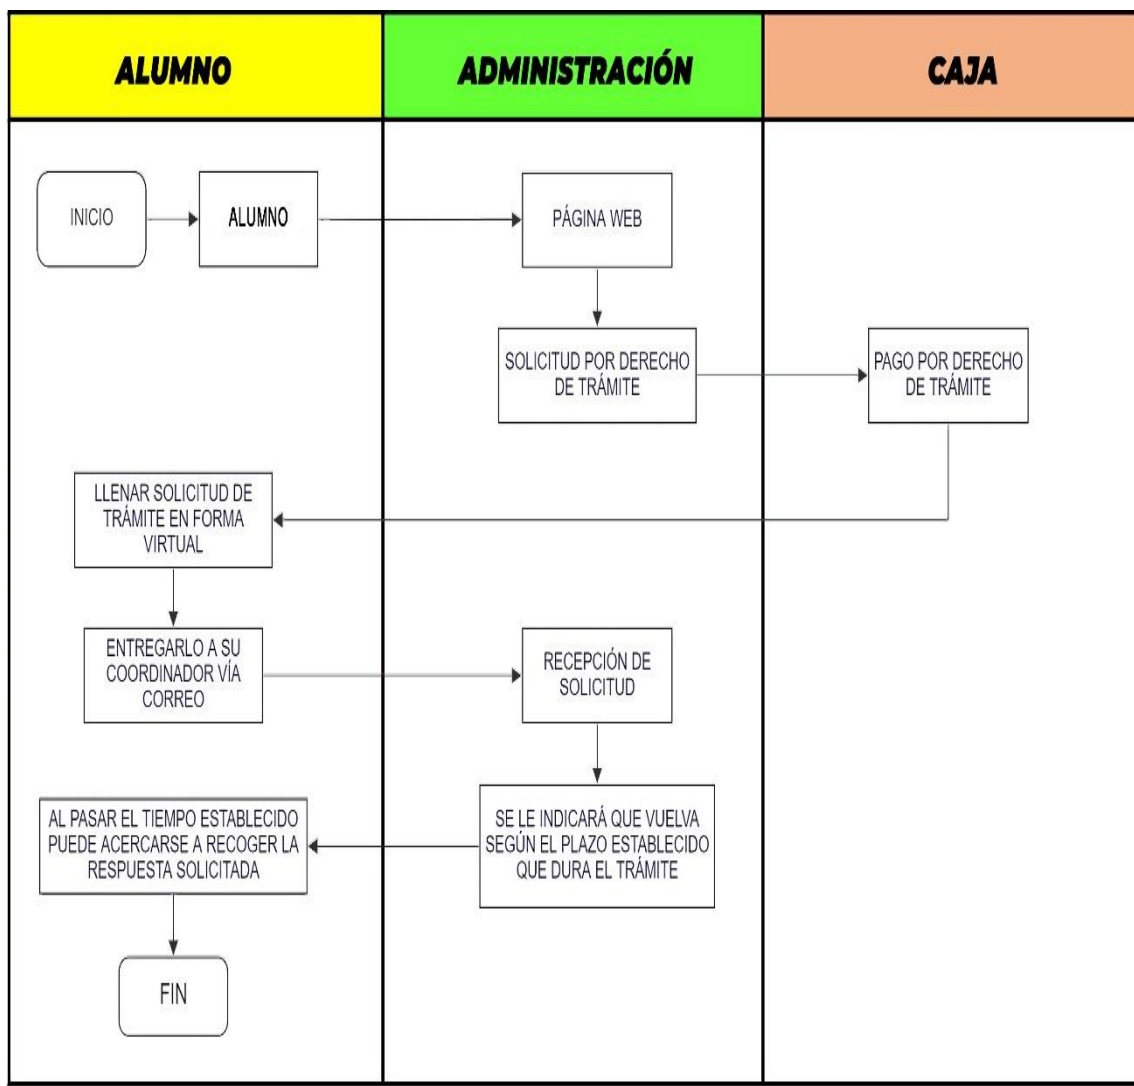 ALUMNO
ADMINISTRACIÓN
CAJA
INICIO
ALUMNO
PÁGINA WEB
SOLICITUD POR DERECHO
DE TRÁMITE
PAGO POR DERECHO
DE TRÁMITE
LLENAR SOLICITUD DE
TRÁMITE EN FORMA
VIRTUAL
ENTREGARLO A SU
COORDINADOR VÍA
CORREO
RECEPCIÓN DE
SOLICITUD
SE LE INDICARÁ QUE VUELVA
SEGÚN EL PLAZO ESTABLECIDO
QUE DURA EL TRÁMITE
AL PASAR EL TIEMPO ESTABLECIDO
PUEDE ACERCARSE A RECOGER LA
RESPUESTA SOLICITADA
FIN